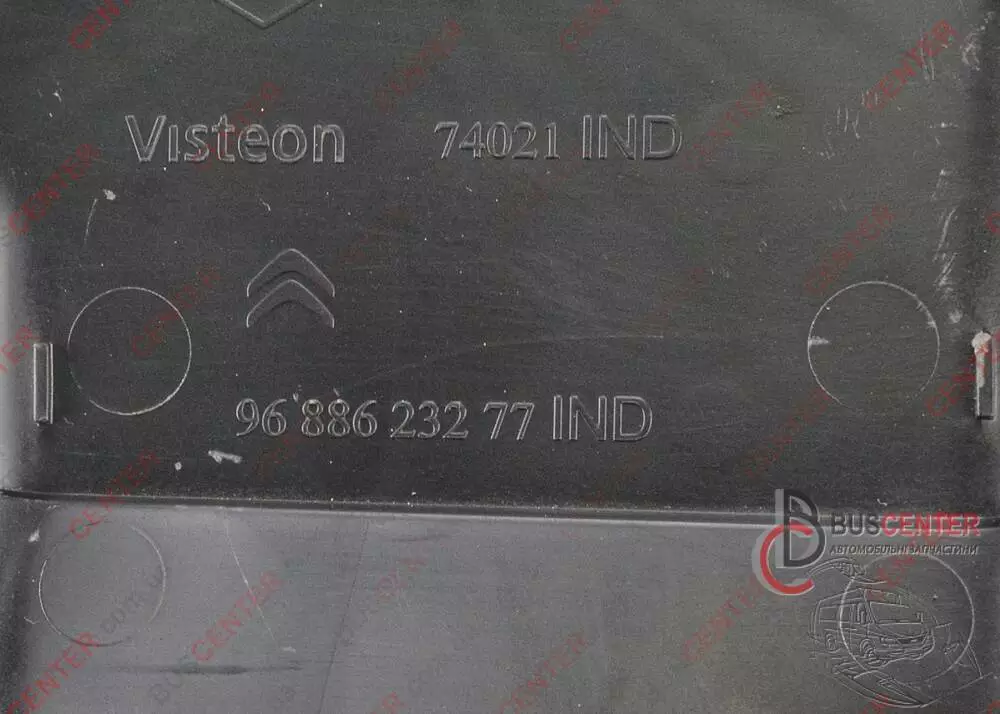 Visteon 74021 IND
96 886 232 77 IND
BUSCENTER
АВТОМОБІЛЬНІ ЗАПЧАСТИНИ